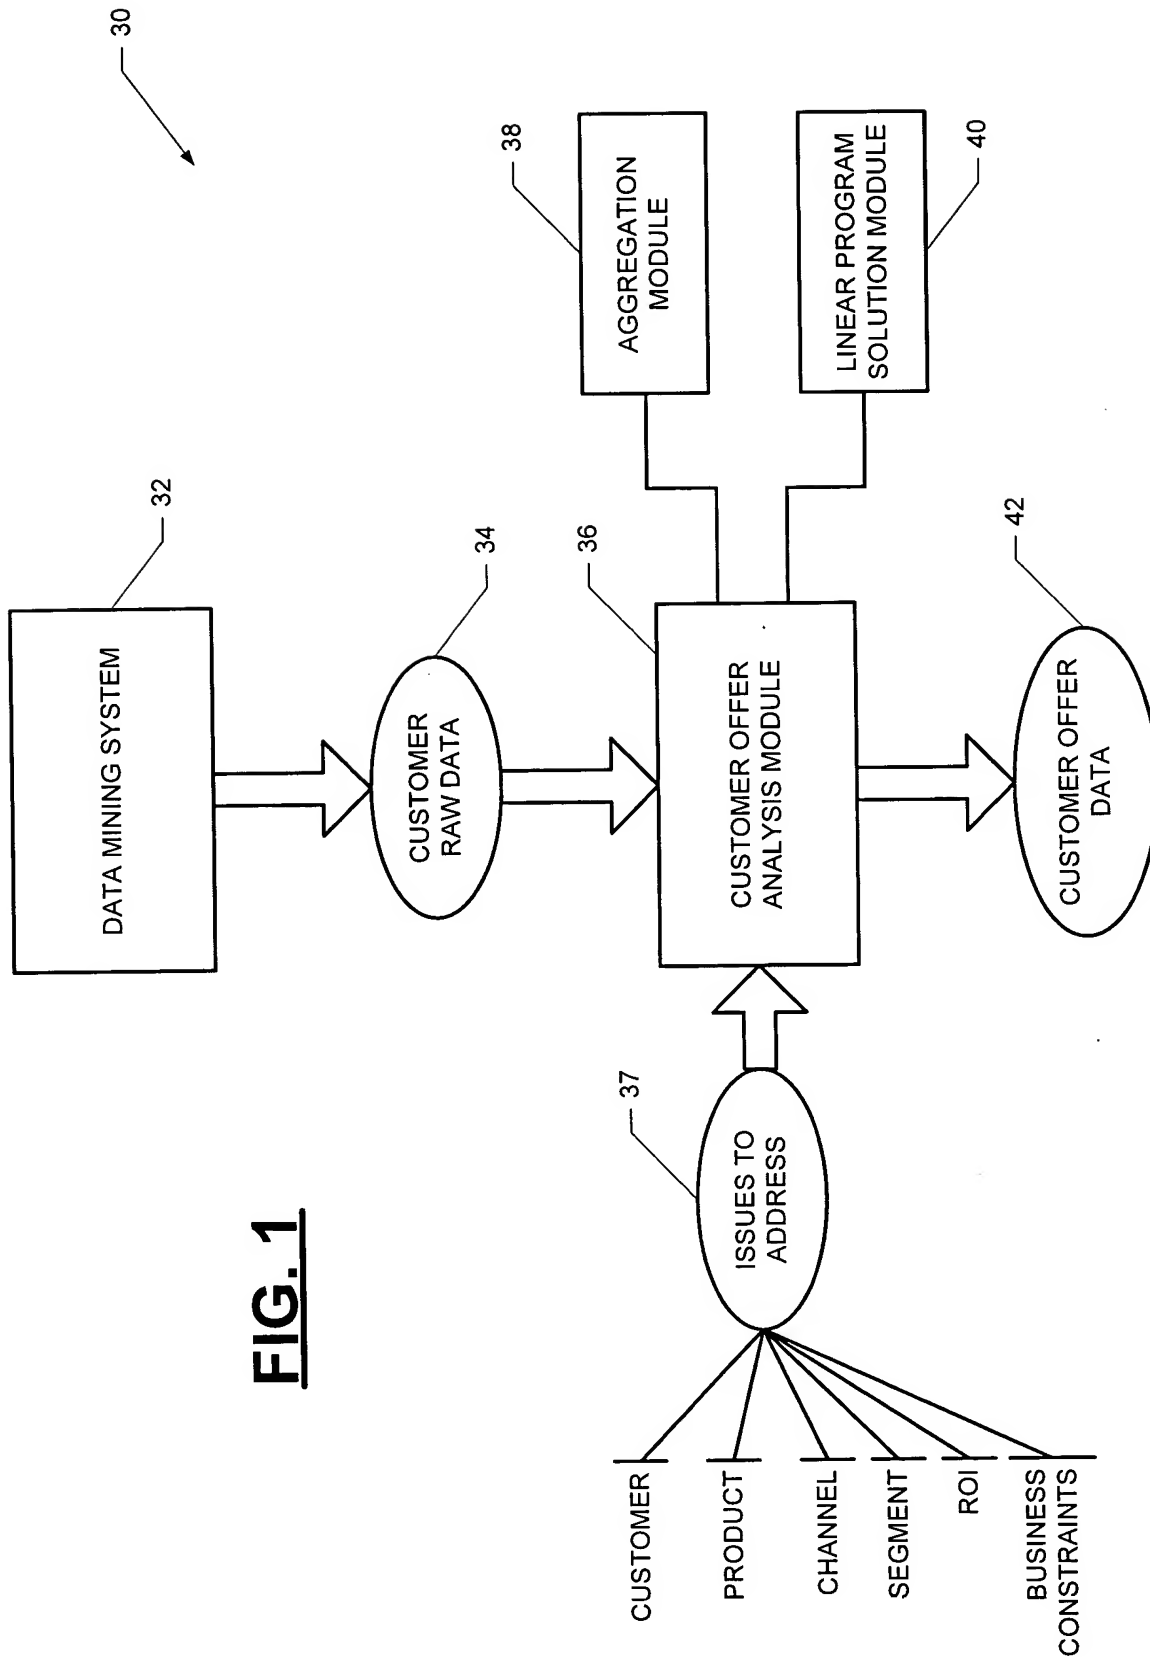 FIG. 1
30
DATA MINING SYSTEM
32
CUSTOMER
RAW DATA
34
CUSTOMER OFFER
ANALYSIS MODULE
36
AGGREGATION
MODULE
38
LINEAR PROGRAM
SOLUTION MODULE
40
ISSUES TO
ADDRESS
37
CUSTOMER
PRODUCT
CHANNEL
SEGMENT
ROI
BUSINESS
CONSTRAINTS
CUSTOMER OFFER
DATA
42